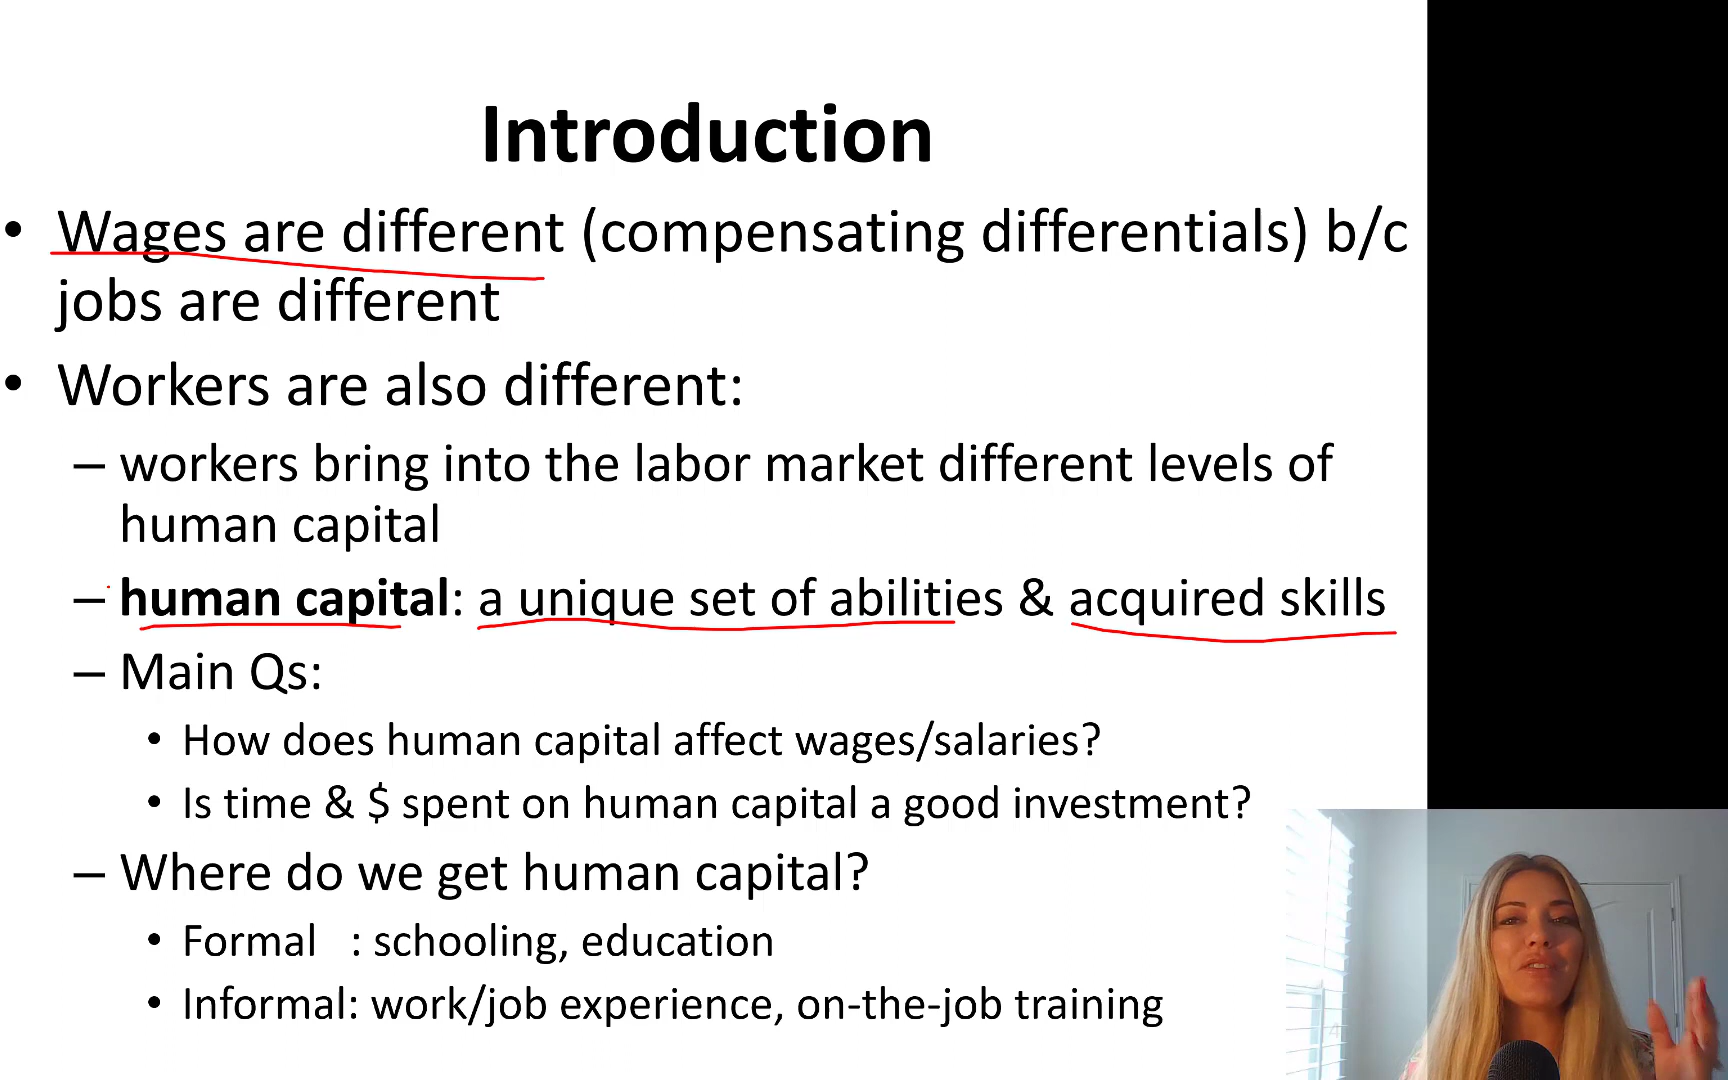 Introduction
• Wages are different (compensating differentials) b/c
jobs are different
• Workers are also different:
– workers bring into the labor market different levels of
human capital
– human capital: a unique set of abilities & acquired skills
– Main Qs:
• How does human capital affect wages/salaries?
• Is time & $ spent on human capital a good investment?
– Where do we get human capital?
• Formal : schooling, education
• Informal: work/job experience, on-the-job training